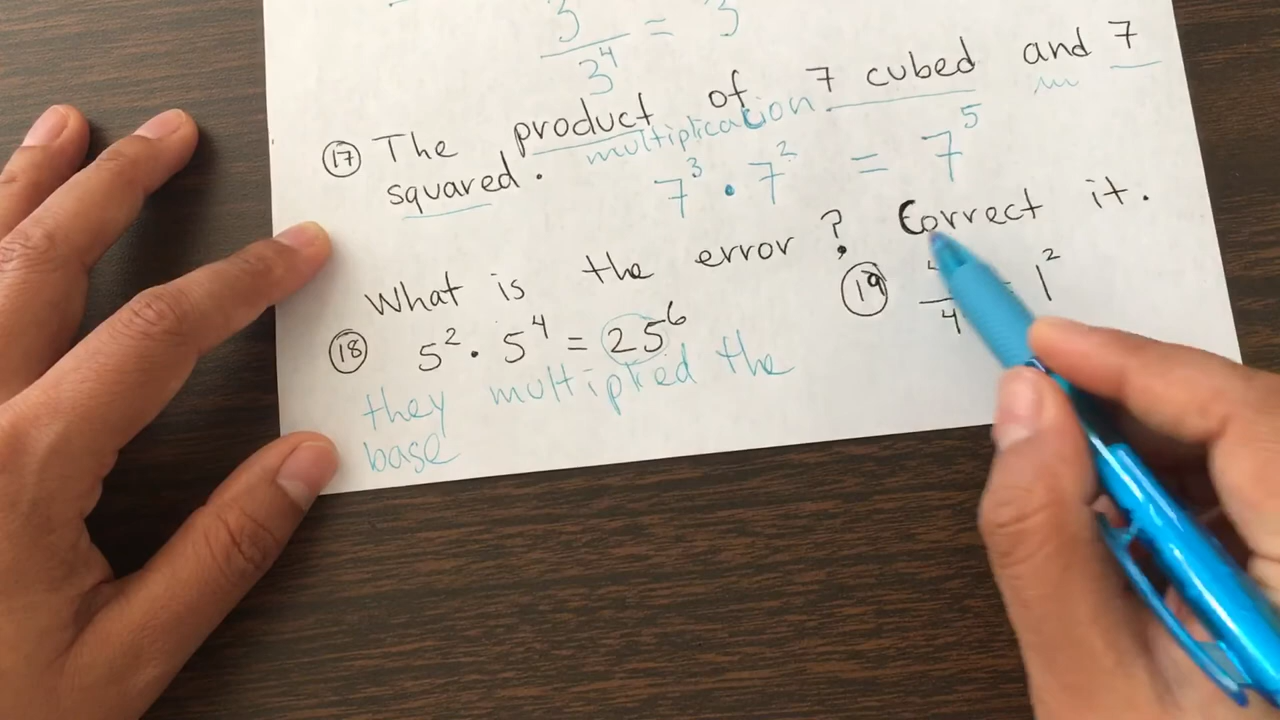 3
3⁴ = 3
17 The product of 7 cubed and 7
multiplication
squared. 7³ • 7² = 7⁵
What is the error? Correct it.
18 5² • 5⁴ = 25⁶
19 4 1²
they multiplied the
base